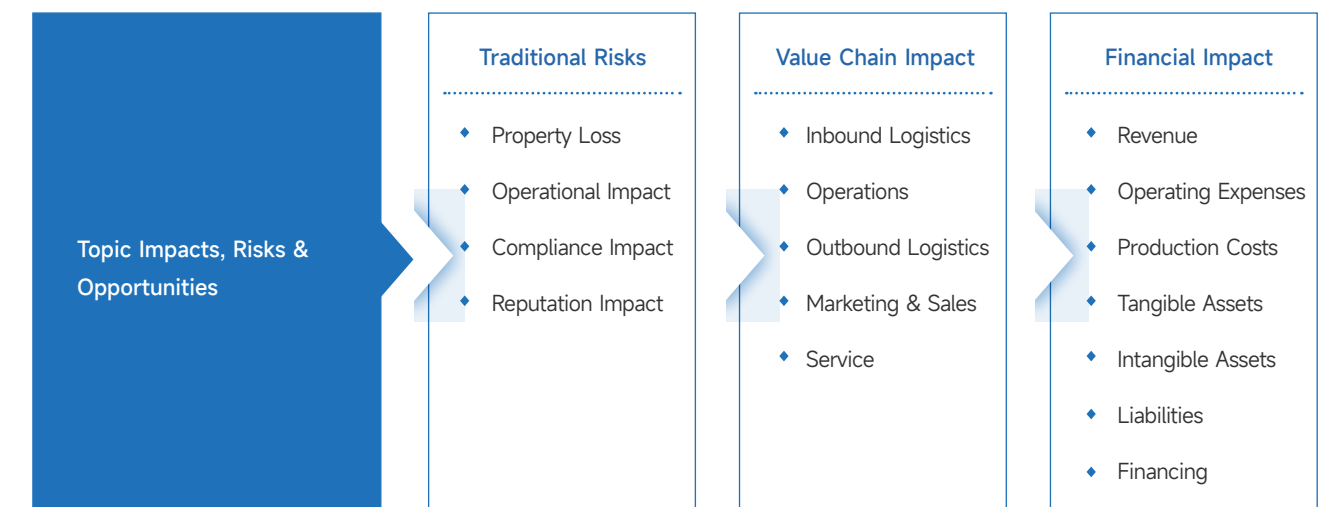 Topic Impacts, Risks &
Opportunities
Traditional Risks
Property Loss
Operational Impact
Compliance Impact
Reputation Impact
Value Chain Impact
Inbound Logistics
Operations
Outbound Logistics
Marketing & Sales
Service
Financial Impact
Revenue
Operating Expenses
Production Costs
Tangible Assets
Intangible Assets
Liabilities
Financing